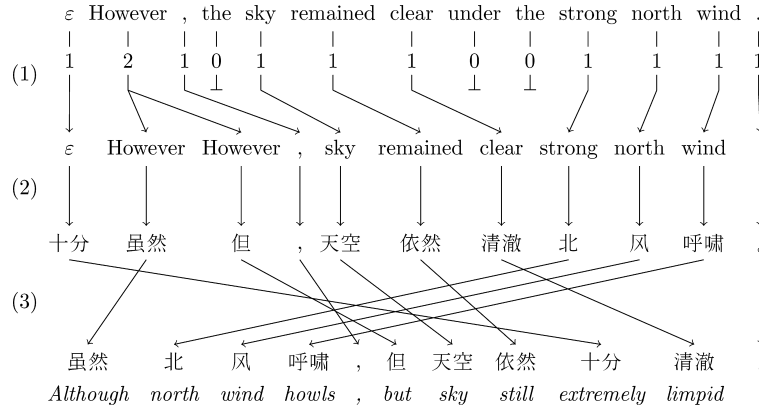 ε However , the sky remained clear under the strong north wind .
(1) 1 2 1 0 1 1 1 0 0 1 1 1 1
ε However However , sky remained clear strong north wind
(2)
十分 虽然 但 , 天空 依然 清澈 北 风 呼啸 。
(3)
虽然 北 风 呼啸 , 但 天空 依然 十分 清澈
Although north wind howls , but sky still extremely limpid